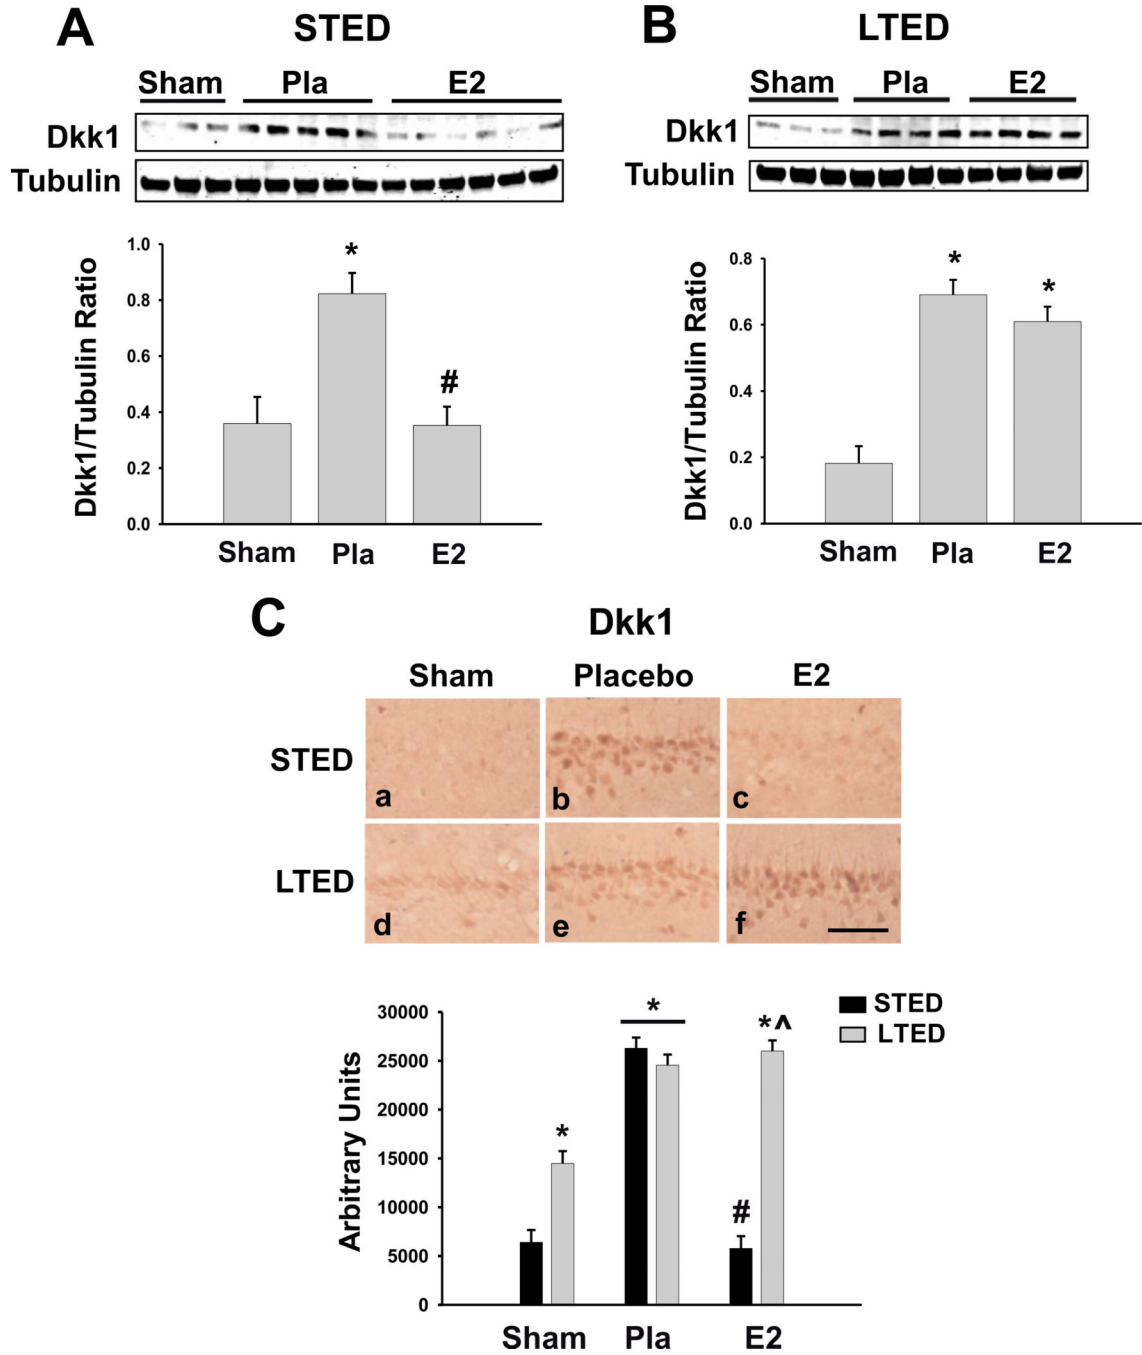 A STED
Sham Pla E2
Dkk1
Tubulin
Dkk1/Tubulin Ratio
1.0
0.8
0.6
0.4
0.2
0.0
*
#
Sham Pla E2
B LTED
Sham Pla E2
Dkk1
Tubulin
Dkk1/Tubulin Ratio
0.8
0.6
0.4
0.2
0.0
*
*
Sham Pla E2
C Dkk1
Sham Placebo E2
STED
a b c
LTED
d e f
Arbitrary Units
30000
25000
20000
15000
10000
5000
0
*
*
#
*^
STED
LTED
Sham Pla E2